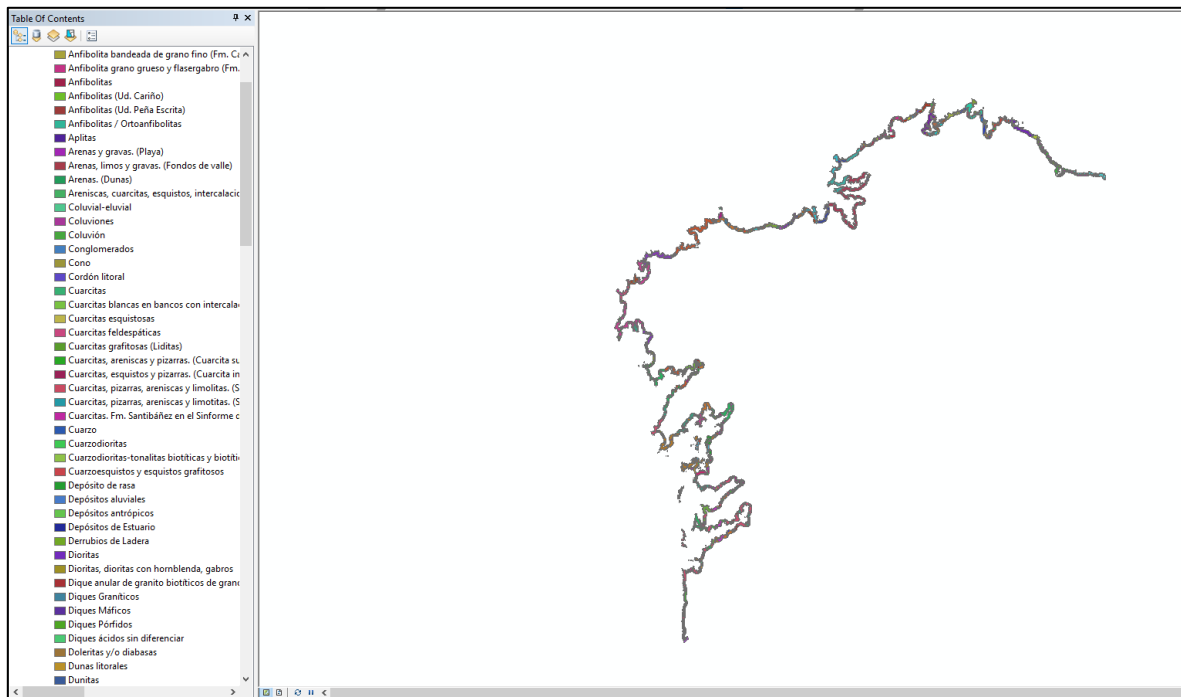 Table Of Contents
Anfibolita bandeada de grano fino (Fm. Ca
Anfibolita grano grueso y flasergabro (Fm.
Anfibolitas
Anfibolitas (Ud. Cariño)
Anfibolitas (Ud. Peña Escrita)
Anfibolitas / Ortoanfibolitas
Aplitas
Arenas y gravas. (Playa)
Arenas, limos y gravas. (Fondos de valle)
Arenas. (Dunas)
Areniscas, cuarcitas, esquistos, intercalacio
Coluvial-eluvial
Coluviones
Coluvión
Conglomerados
Cono
Cordón litoral
Cuarcitas
Cuarcitas blancas en bancos con intercala
Cuarcitas esquistosas
Cuarcitas feldespáticas
Cuarcitas grafitosas (Liditas)
Cuarcitas, areniscas y pizarras. (Cuarcita su
Cuarcitas, esquistos y pizarras. (Cuarcita in
Cuarcitas, pizarras, areniscas y limolitas. (S
Cuarcitas, pizarras, areniscas y limotitas. (S
Cuarcitas. Fm. Santibáñez en el Sinforme d
Cuarzo
Cuarzodioritas
Cuarzodioritas-tonalitas biotíticas y biotíti
Cuarzoesquistos y esquistos grafitosos
Depósito de rasa
Depósitos aluviales
Depósitos antrópicos
Depósitos de Estuario
Derrubios de Ladera
Dioritas
Dioritas, dioritas con hornblenda, gabros
Dique anular de granito biotíticos de grano
Diques Graníticos
Diques Máficos
Diques Pórfidos
Diques ácidos sin diferenciar
Doleritas y/o diabasas
Dunas litorales
Dunitas